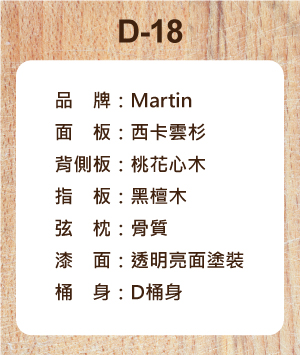 D-18
品　牌：Martin
面　板：西卡雲杉
背側板：桃花心木
指　板：黑檀木
弦　枕：骨質
漆　面：透明亮面塗裝
桶　身：D桶身